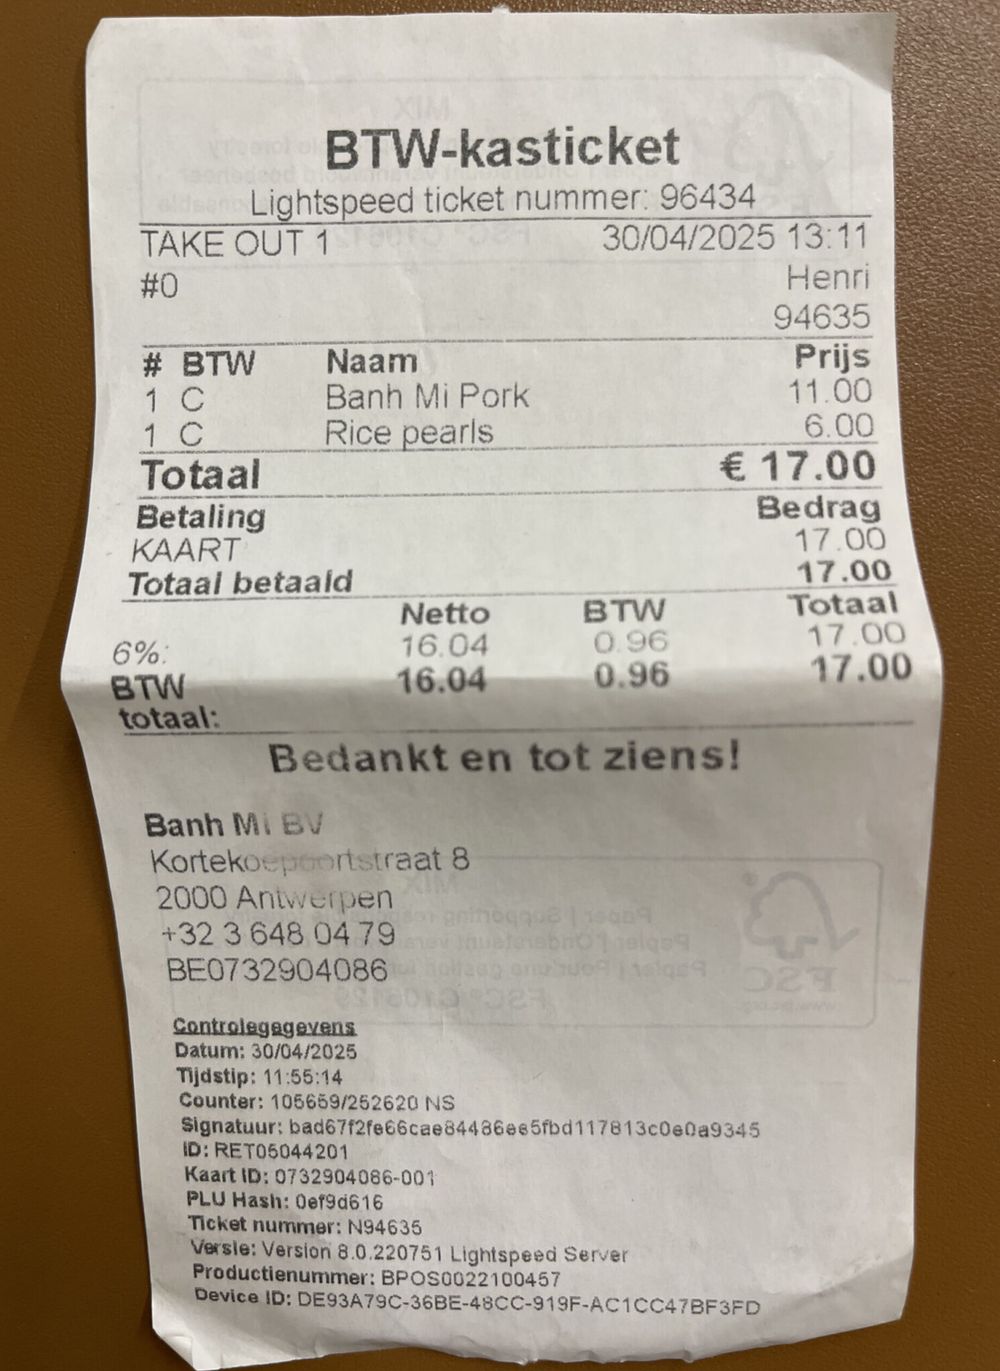 BTW-kasticket
Lightspeed ticket nummer: 96434
TAKE OUT 1 30/04/2025 13:11
#0 Henri
94635
# BTW Naam Prijs
1 C Banh Mi Pork 11.00
1 C Rice pearls 6.00
Totaal € 17.00
Betaling Bedrag
KAART 17.00
Totaal betaald 17.00
Netto BTW Totaal
6%: 16.04 0.96 17.00
BTW 16.04 0.96 17.00
totaal:
Bedankt en tot ziens!
Banh Mi BV
Kortekoepoortstraat 8
2000 Antwerpen
+32 3 648 04 79
BE0732904086
Controlegegevens
Datum: 30/04/2025
Tijdstip: 11:55:14
Counter: 105659/252620 NS
Signatuur: bad67f2fe66cae84486ee5fbd117813c0e0a9345
ID: RET05044201
Kaart ID: 0732904086-001
PLU Hash: 0ef9d616
Ticket nummer: N94635
Versie: Version 8.0.220751 Lightspeed Server
Productienummer: BPOS0022100457
Device ID: DE93A79C-36BE-48CC-919F-AC1CC47BF3FD